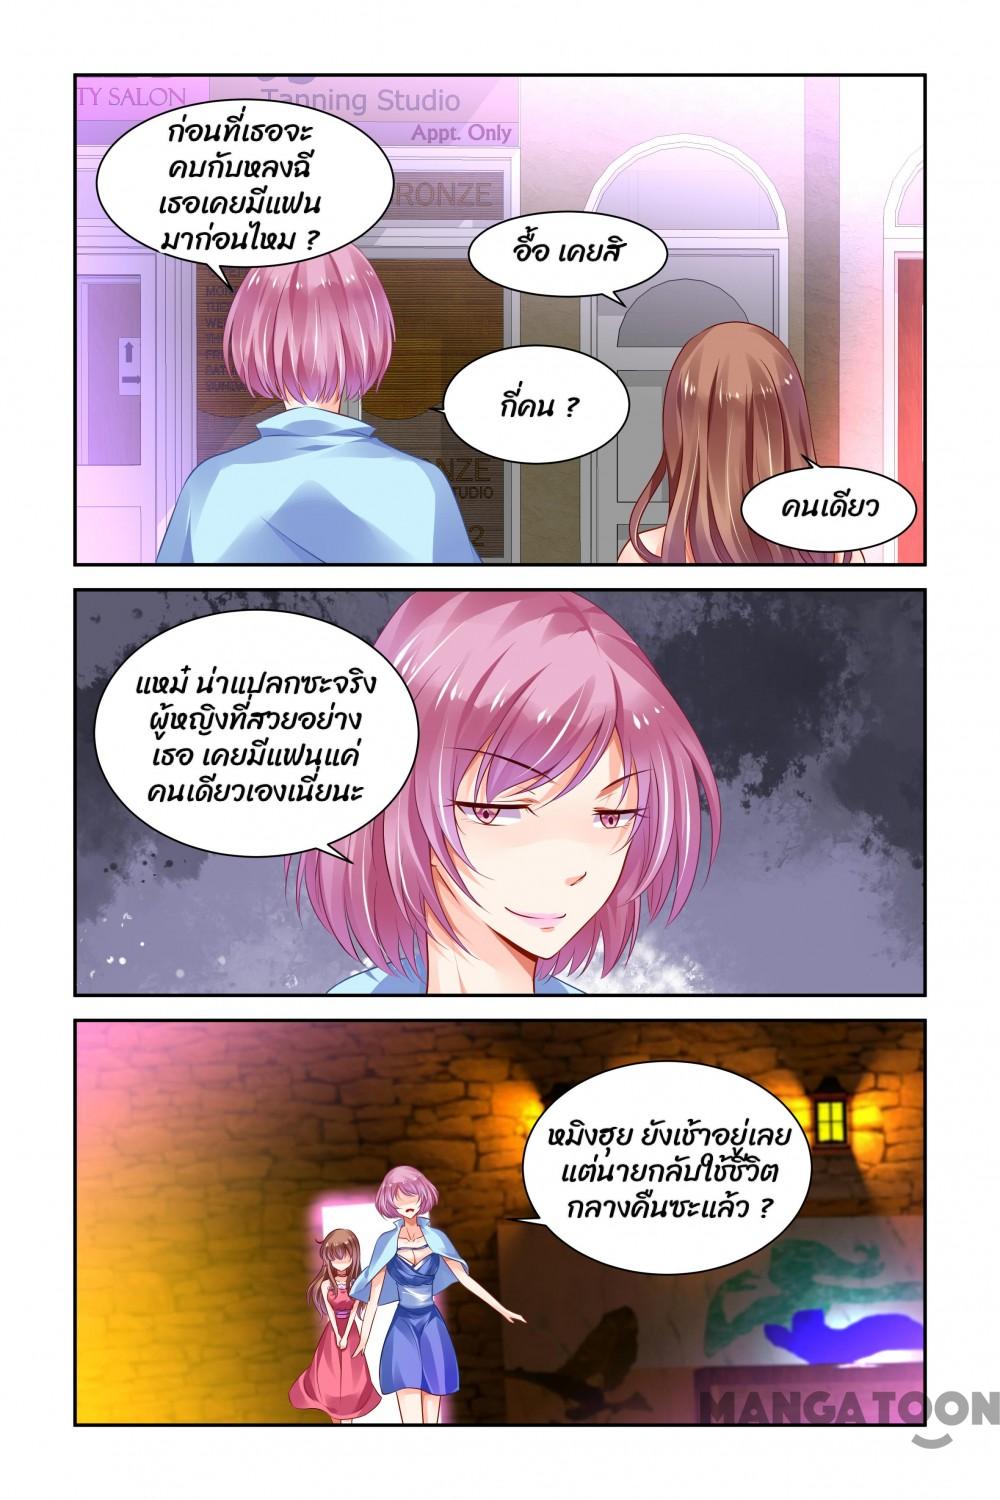 TY SALON
Tanning Studio
Appt. Only
RONZE
ก่อนที่เธอจะ
คบกับหลงฉี
เธอเคยมีแฟน
มาก่อนไหม ?
อื้อ เคยสิ
กี่คน ?
คนเดียว
NZE
TUDIO
2
แหม๋ น่าแปลกซะจริง
ผู้หญิงที่สวยอย่าง
เธอ เคยมีแฟนแค่
คนเดียวเองเนี่ยนะ
หมิงฮุย ยังเช้าอยู่เลย
แต่นายกลับใช้ชีวิต
กลางคืนซะแล้ว ?
MANGATOON